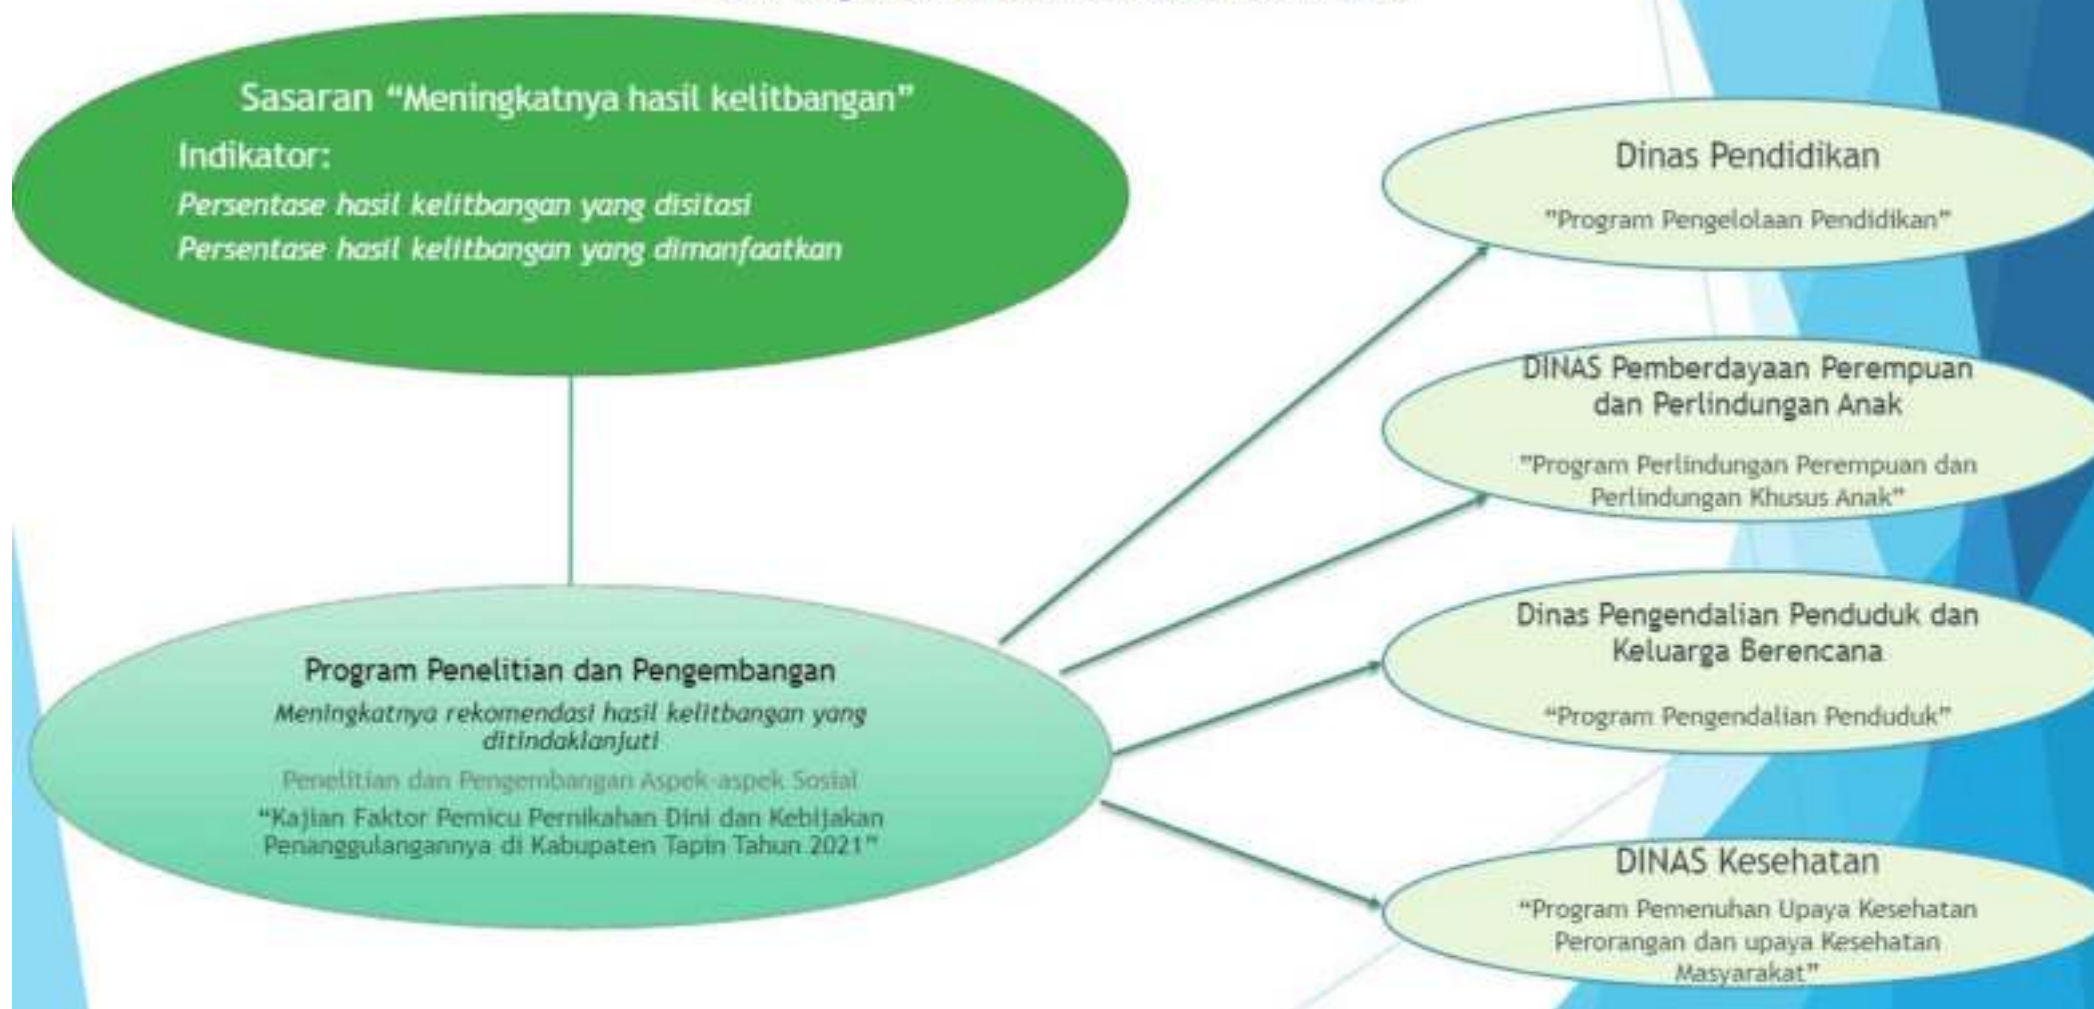 Sasaran “Meningkatnya hasil kelitbangan”
Indikator:
Persentase hasil kelitbangan yang disitasi
Persentase hasil kelitbangan yang dimanfaatkan
Program Penelitian dan Pengembangan
Meningkatnya rekomendasi hasil kelitbangan yang
ditindaklanjuti
Penelitian dan Pengembangan Aspek-aspek Sosial
“Kajian Faktor Pemicu Pernikahan Dini dan Kebijakan
Penanggulangannya di Kabupaten Tapin Tahun 2021”
Dinas Pendidikan
”Program Pengelolaan Pendidikan”
DINAS Pemberdayaan Perempuan
dan Perlindungan Anak
”Program Perlindungan Perempuan dan
Perlindungan Khusus Anak“
Dinas Pengendalian Penduduk dan
Keluarga Berencana
“Program Pengendalian Penduduk”
DINAS Kesehatan
“Program Pemenuhan Upaya Kesehatan
Perorangan dan upaya Kesehatan
Masyarakat”